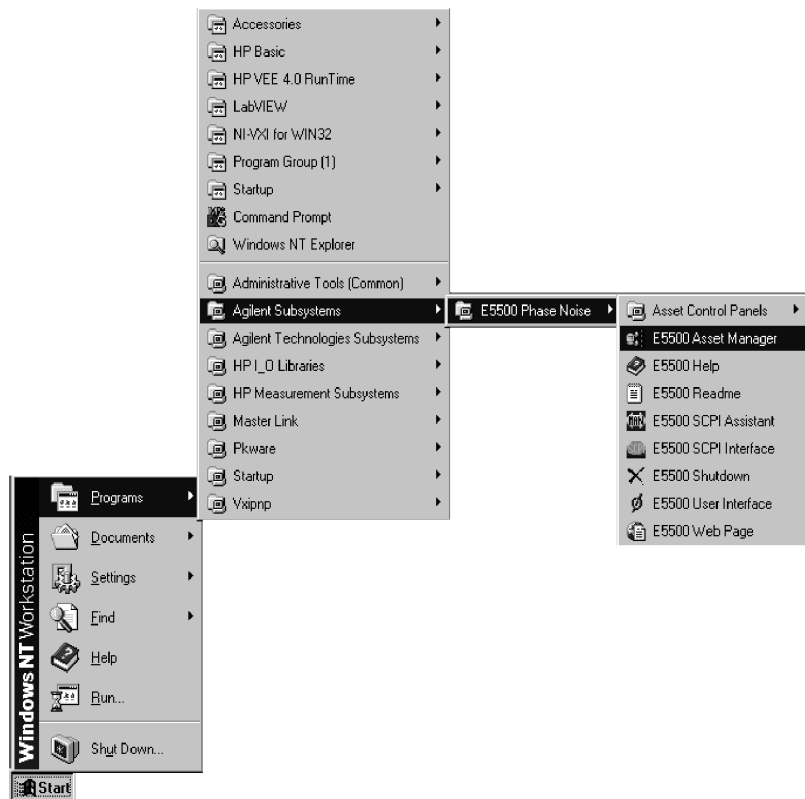 Accessories
HP Basic
HP VEE 4.0 RunTime
LabVIEW
NI-VXI for WIN32
Program Group (1)
Startup
Command Prompt
Windows NT Explorer
Administrative Tools (Common)
Agilent Subsystems
Agilent Technologies Subsystems
HP I_O Libraries
HP Measurement Subsystems
Master Link
Pkware
Startup
Vxipnp
E5500 Phase Noise
Asset Control Panels
E5500 Asset Manager
E5500 Help
E5500 Readme
E5500 SCPI Assistant
E5500 SCPI Interface
E5500 Shutdown
E5500 User Interface
E5500 Web Page
Programs
Documents
Settings
Find
Help
Run...
Shut Down...
Windows NT Workstation
Start